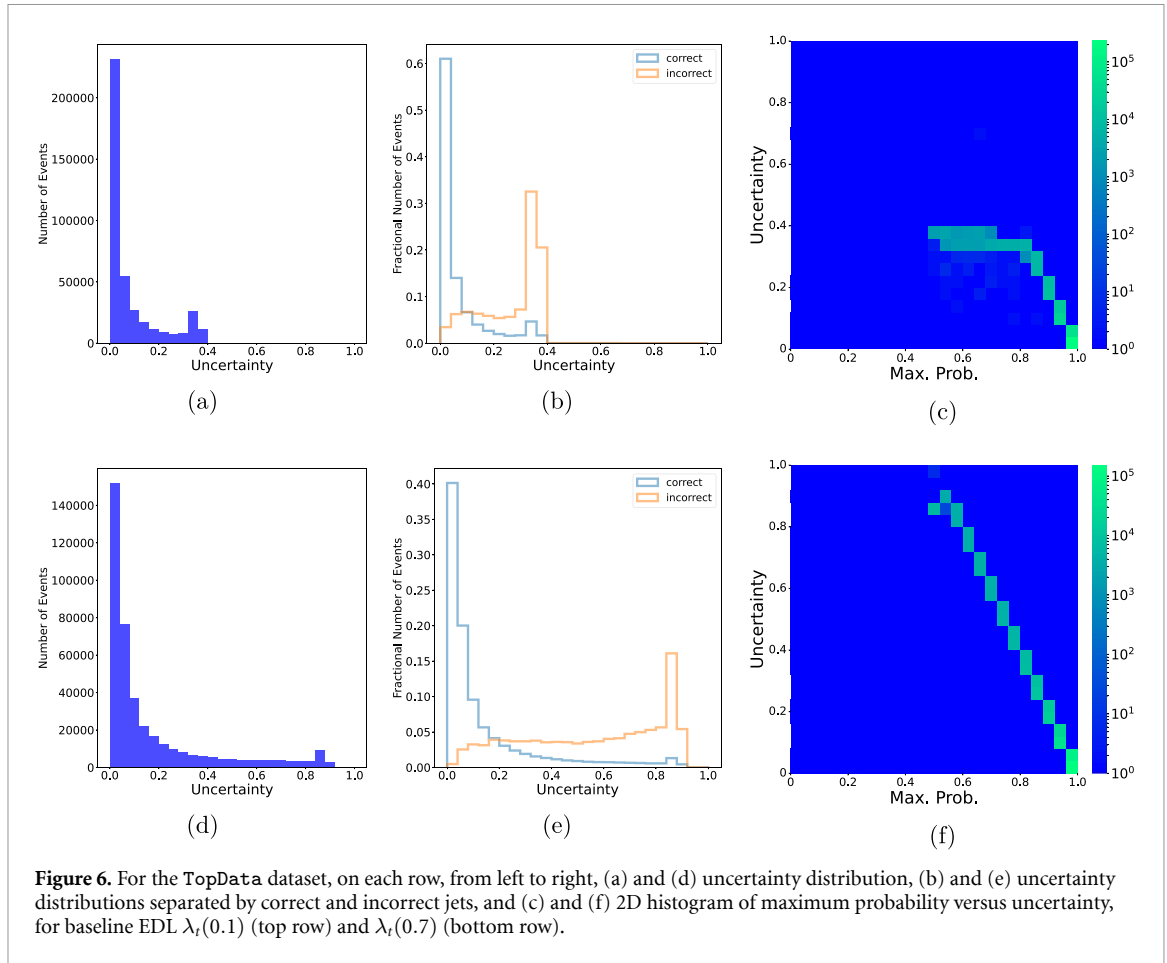 200000
150000
100000
50000
0
Number of Events
0.0 0.2 0.4 0.6 0.8 1.0
Uncertainty
(a)
correct
incorrect
0.6
0.5
0.4
0.3
0.2
0.1
0.0
Fractional Number of Events
0.0 0.2 0.4 0.6 0.8 1.0
Uncertainty
(b)
1.0
0.8
0.6
0.4
0.2
0
Uncertainty
0 0.2 0.4 0.6 0.8 1.0
Max. Prob.
10⁵
10⁴
10³
10²
10¹
10⁰
(c)
140000
120000
100000
80000
60000
40000
20000
0
Number of Events
0.0 0.2 0.4 0.6 0.8 1.0
Uncertainty
(d)
correct
incorrect
0.40
0.35
0.30
0.25
0.20
0.15
0.10
0.05
0.00
Fractional Number of Events
0.0 0.2 0.4 0.6 0.8 1.0
Uncertainty
(e)
1.0
0.8
0.6
0.4
0.2
0
Uncertainty
0 0.2 0.4 0.6 0.8 1.0
Max. Prob.
10⁵
10⁴
10³
10²
10¹
10⁰
(f)
Figure 6. For the TopData dataset, on each row, from left to right, (a) and (d) uncertainty distribution, (b) and (e) uncertainty
distributions separated by correct and incorrect jets, and (c) and (f) 2D histogram of maximum probability versus uncertainty,
for baseline EDL λₜ(0.1) (top row) and λₜ(0.7) (bottom row).